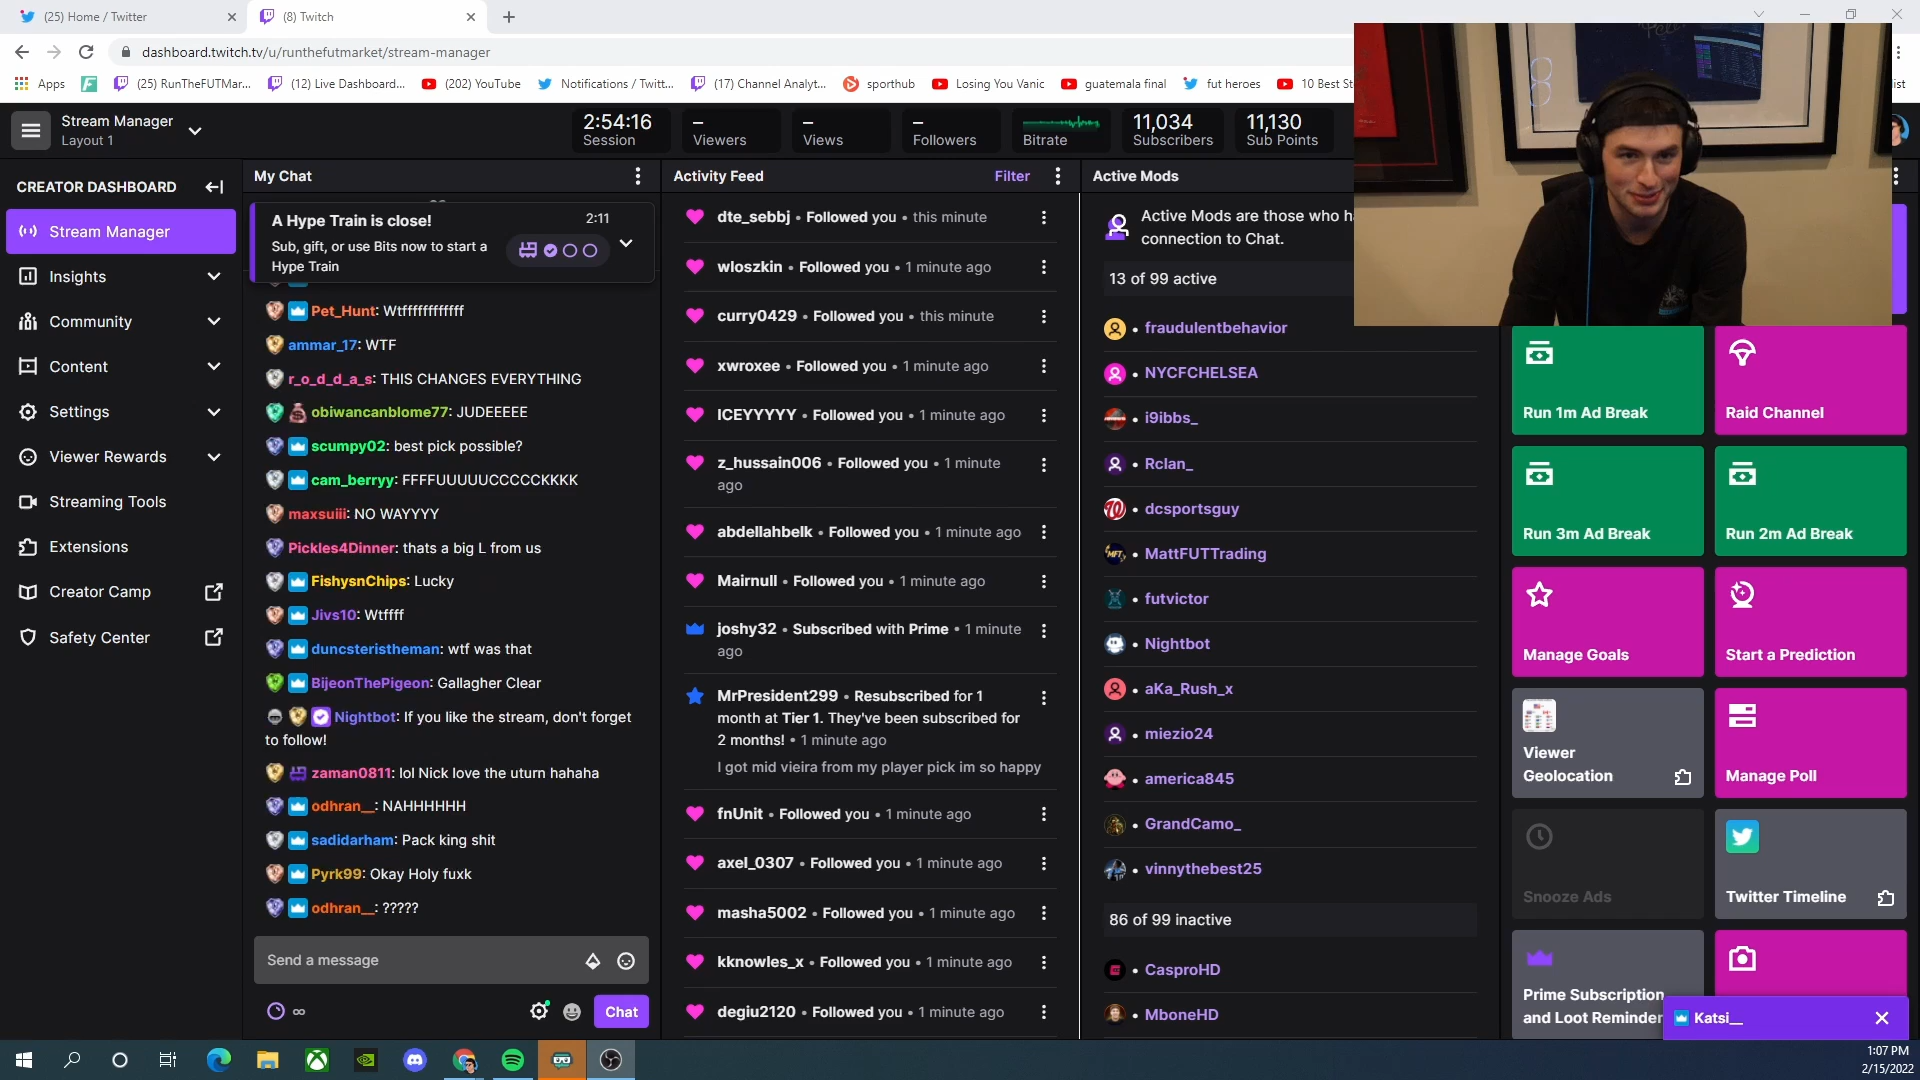 (25) Home / Twitter
(8) Twitch
dashboard.twitch.tv/u/runthefutmarket/stream-manager
Apps
(25) RunTheFUTMar...
(12) Live Dashboard...
(202) YouTube
Notifications / Twitt...
(17) Channel Analyt...
sporthub
Losing You Vanic
guatemala final
fut heroes
10 Best St
list
Stream Manager
Layout 1
2:54:16
Session
–
Viewers
–
Views
–
Followers
Bitrate
11,034
Subscribers
11,130
Sub Points
CREATOR DASHBOARD
Stream Manager
Insights
Community
Content
Settings
Viewer Rewards
Streaming Tools
Extensions
Creator Camp
Safety Center
My Chat
A Hype Train is close!
2:11
Sub, gift, or use Bits now to start a
Hype Train
Pet_Hunt: Wtfffffffffffff
ammar_17: WTF
r_o_d_d_a_s: THIS CHANGES EVERYTHING
obiwancanblome77: JUDEEEEE
scumpy02: best pick possible?
cam_berryy: FFFFUUUUUCCCCCKKKK
maxsuiii: NO WAYYYY
Pickles4Dinner: thats a big L from us
FishysnChips: Lucky
Jivs10: Wtffff
duncsteristheman: wtf was that
BijeonThePigeon: Gallagher Clear
Nightbot: If you like the stream, don't forget
to follow!
zaman0811: lol Nick love the uturn hahaha
odhran__: NAHHHHHH
sadidarham: Pack king shit
Pyrk99: Okay Holy fuxk
odhran__: ?????
Send a message
∞
Chat
Activity Feed
Filter
dte_sebbj • Followed you • this minute
wloszkin • Followed you • 1 minute ago
curry0429 • Followed you • this minute
xwroxee • Followed you • 1 minute ago
ICEYYYYY • Followed you • 1 minute ago
z_hussain006 • Followed you • 1 minute
ago
abdellahbelk • Followed you • 1 minute ago
Mairnull • Followed you • 1 minute ago
joshy32 • Subscribed with Prime • 1 minute
ago
MrPresident299 • Resubscribed for 1
month at Tier 1. They've been subscribed for
2 months! • 1 minute ago
I got mid vieira from my player pick im so happy
fnUnit • Followed you • 1 minute ago
axel_0307 • Followed you • 1 minute ago
masha5002 • Followed you • 1 minute ago
kknowles_x • Followed you • 1 minute ago
degiu2120 • Followed you • 1 minute ago
Active Mods
Active Mods are those who h
connection to Chat.
13 of 99 active
fraudulentbehavior
NYCFCHELSEA
i9ibbs_
Rclan_
dcsportsguy
MattFUTTrading
futvictor
Nightbot
aKa_Rush_x
miezio24
america845
GrandCamo_
vinnythebest25
86 of 99 inactive
CasproHD
MboneHD
Run 1m Ad Break
Raid Channel
Run 3m Ad Break
Run 2m Ad Break
Manage Goals
Start a Prediction
Viewer
Geolocation
Manage Poll
Snooze Ads
Twitter Timeline
Prime Subscription
and Loot Reminder
Katsi__
1:07 PM
2/15/2022